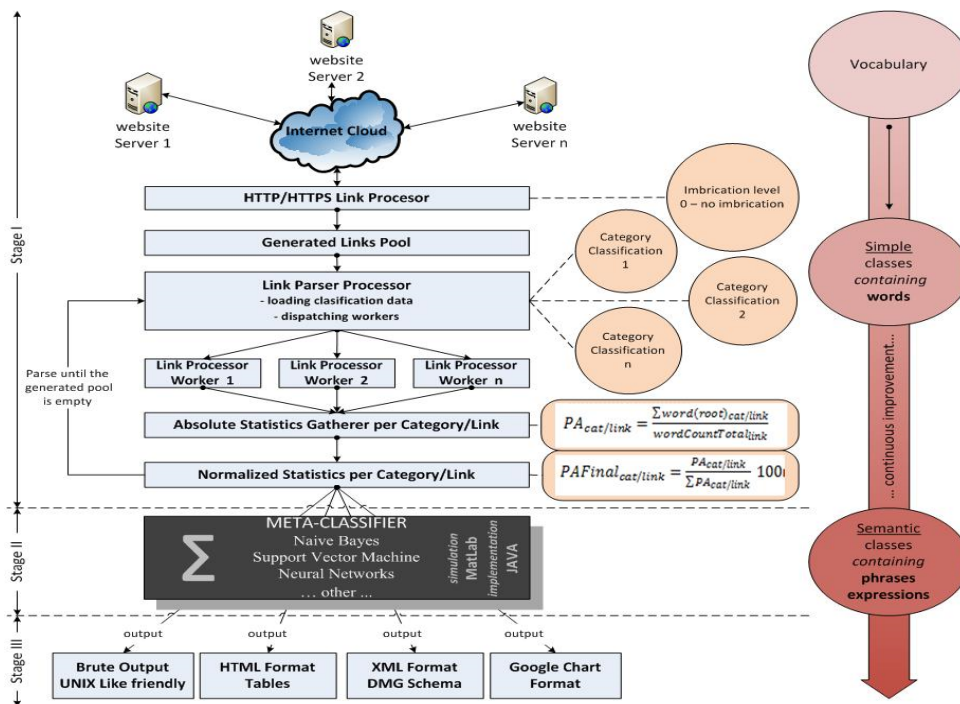 website
Server 2
website
Server 1
website
Server n
Internet Cloud
Vocabulary
HTTP/HTTPS Link Procesor
Imbrication level
0 – no imbrication
Generated Links Pool
Category
Classification
1
Stage I
Link Parser Processor
- loading clasification data
- dispatching workers
Category
Classification
2
Simple
classes
containing
words
Category
Classification
n
Parse until the
generated pool
is empty
Link Processor
Worker 1
Link Processor
Worker 2
Link Processor
Worker n
... continuous improvement...
Absolute Statistics Gatherer per Category/Link
PA_cat/link = ∑word(root)_cat/link / wordCountTotal_link
Normalized Statistics per Category/Link
PAFinal_cat/link = PA_cat/link / ∑PA_cat/link 100
Stage II
∑
META-CLASSIFIER
Naive Bayes
Support Vector Machine
Neural Networks
… other ...
simulation
MatLab
implementation
JAVA
Semantic
classes
containing
phrases
expressions
Stage III
output
output
output
output
Brute Output
UNIX Like friendly
HTML Format
Tables
XML Format
DMG Schema
Google Chart
Format